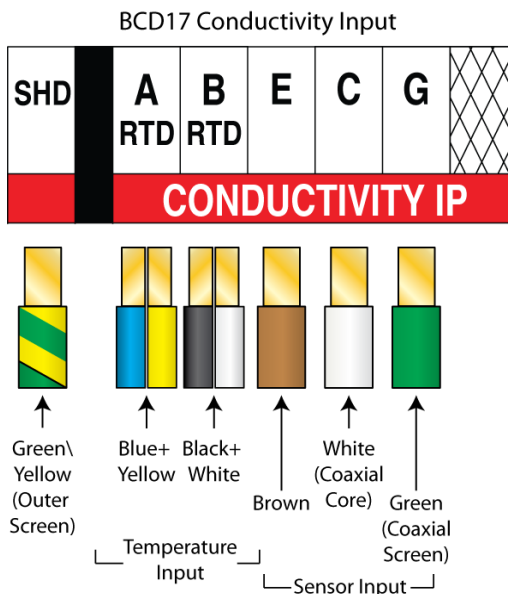 BCD17 Conductivity Input
SHD
A
RTD
B
RTD
E
C
G
CONDUCTIVITY IP
Green\
Yellow
(Outer
Screen)
Blue+
Yellow
Black+
White
Brown
White
(Coaxial
Core)
Green
(Coaxial
Screen)
Temperature
Input
Sensor Input